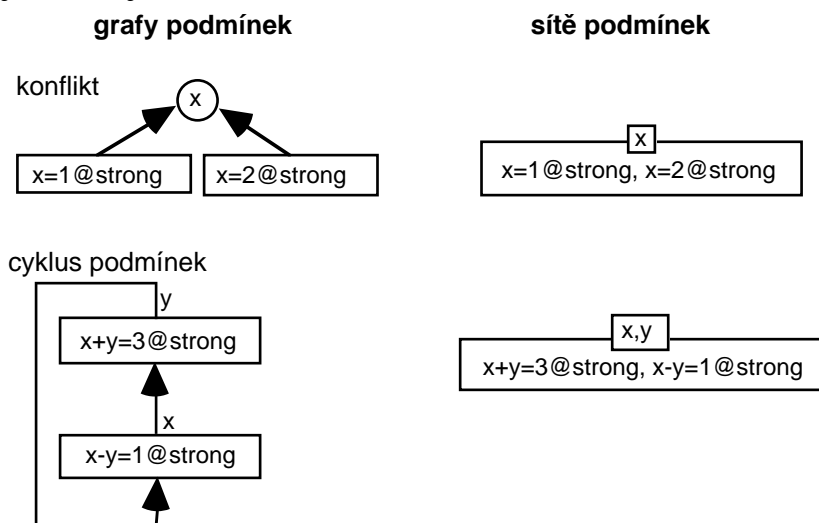 grafy podmínek
sítě podmínek
konflikt
x
x=1@strong
x=2@strong
x
x=1@strong, x=2@strong
cyklus podmínek
y
x+y=3@strong
x
x-y=1@strong
x,y
x+y=3@strong, x-y=1@strong